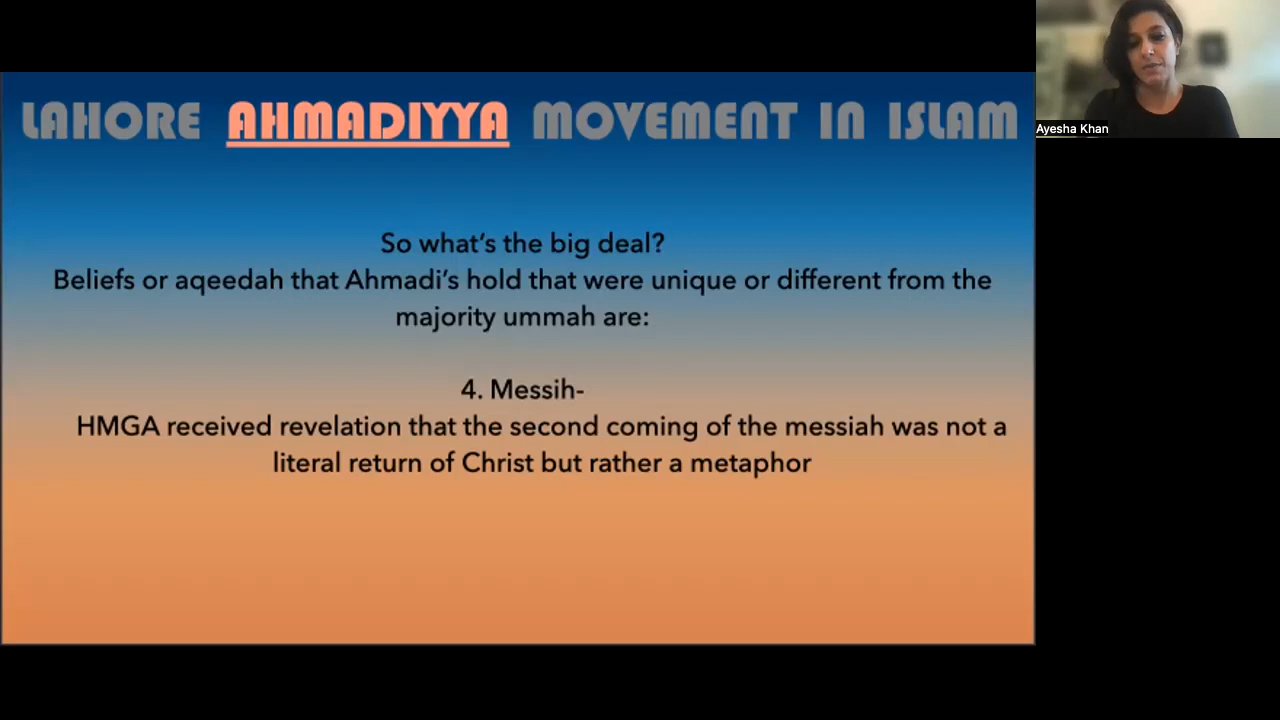 LAHORE AHMADIYYA MOVEMENT IN ISLAM
Ayesha Khan
So what's the big deal?
Beliefs or aqeedah that Ahmadi's hold that were unique or different from the
majority ummah are:
4. Messih-
HMGA received revelation that the second coming of the messiah was not a
literal return of Christ but rather a metaphor